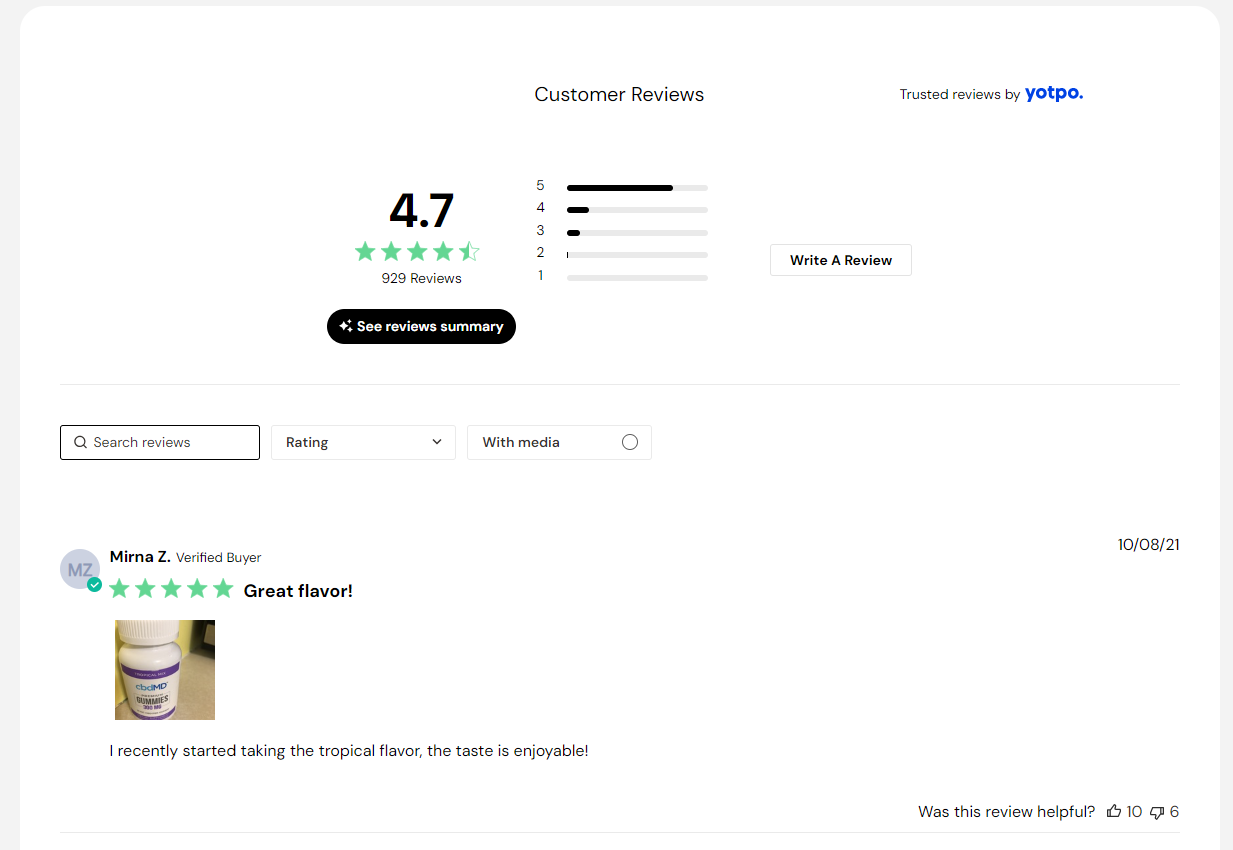 Customer Reviews
Trusted reviews by yotpo.
4.7
929 Reviews
See reviews summary
5
4
3
2
1
Write A Review
Search reviews
Rating
With media
10/08/21
MZ
Mirna Z. Verified Buyer
Great flavor!
cbdMD
GUMMIES
I recently started taking the tropical flavor, the taste is enjoyable!
Was this review helpful? 10 6